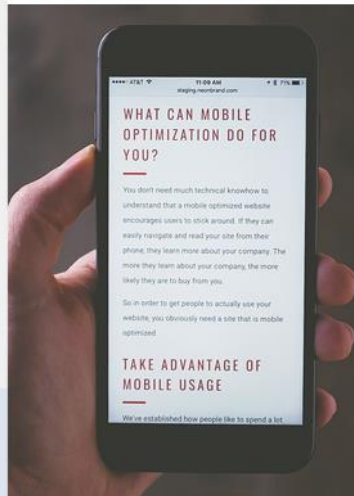 AT&T 11:09 AM 71%
staging.neonbrand.com
WHAT CAN MOBILE
OPTIMIZATION DO FOR
YOU?
You don't need much technical knowhow to
understand that a mobile optimized website
encourages users to stick around. If they can
easily navigate and read your site from their
phone, they learn more about your company. The
more they learn about your company, the more
likely they are to buy from you.
So in order to get people to actually use your
website, you obviously need a site that is mobile
optimized.
TAKE ADVANTAGE OF
MOBILE USAGE
We've established how people like to spend a lot